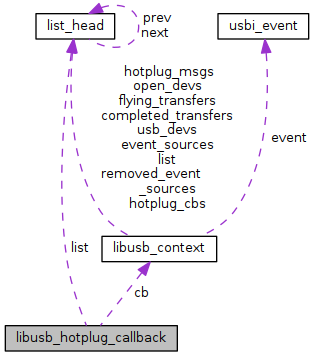 prev
next
list_head
usbi_event
hotplug_msgs
open_devs
flying_transfers
completed_transfers
usb_devs
event_sources
list
removed_event
_sources
hotplug_cbs
event
libusb_context
list
cb
libusb_hotplug_callback